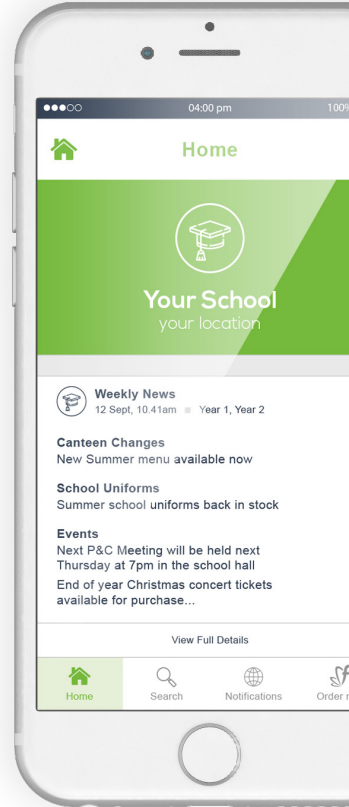 04:00 pm
100%
Home
Your School
your location
Weekly News
12 Sept, 10.41am Year 1, Year 2
Canteen Changes
New Summer menu available now
School Uniforms
Summer school uniforms back in stock
Events
Next P&C Meeting will be held next
Thursday at 7pm in the school hall
End of year Christmas concert tickets
available for purchase...
View Full Details
Home
Search
Notifications
Order